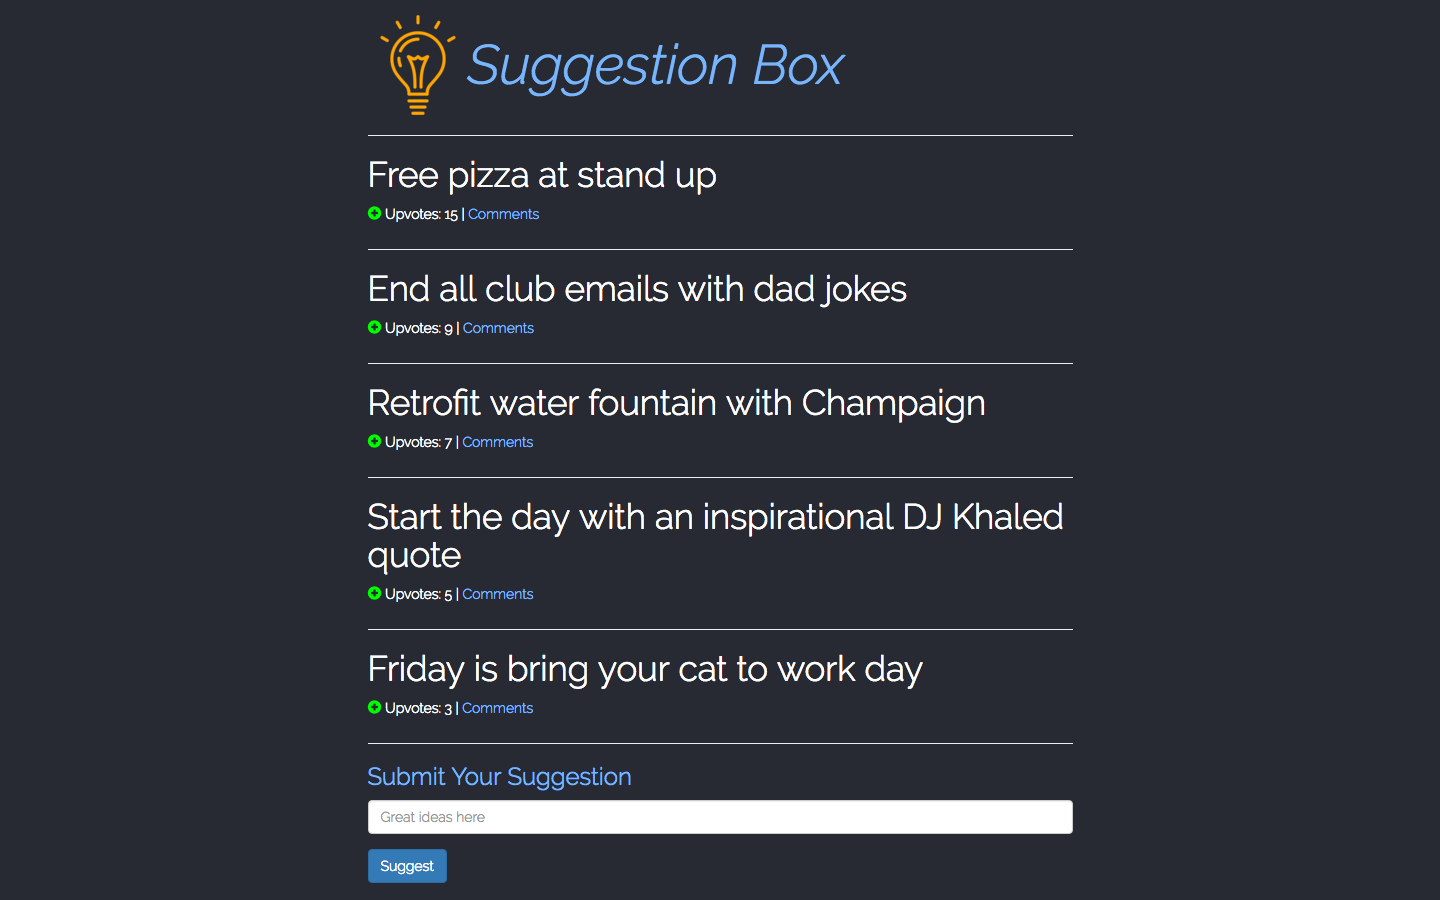 Suggestion Box
Free pizza at stand up
Upvotes: 15 | Comments
End all club emails with dad jokes
Upvotes: 9 | Comments
Retrofit water fountain with Champaign
Upvotes: 7 | Comments
Start the day with an inspirational DJ Khaled
quote
Upvotes: 5 | Comments
Friday is bring your cat to work day
Upvotes: 3 | Comments
Submit Your Suggestion
Great ideas here
Suggest